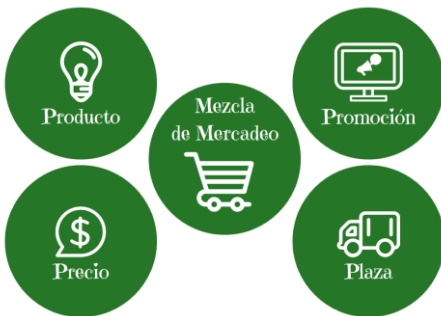 Producto
Mezcla
de Mercadeo
Promoción
$
Precio
Plaza